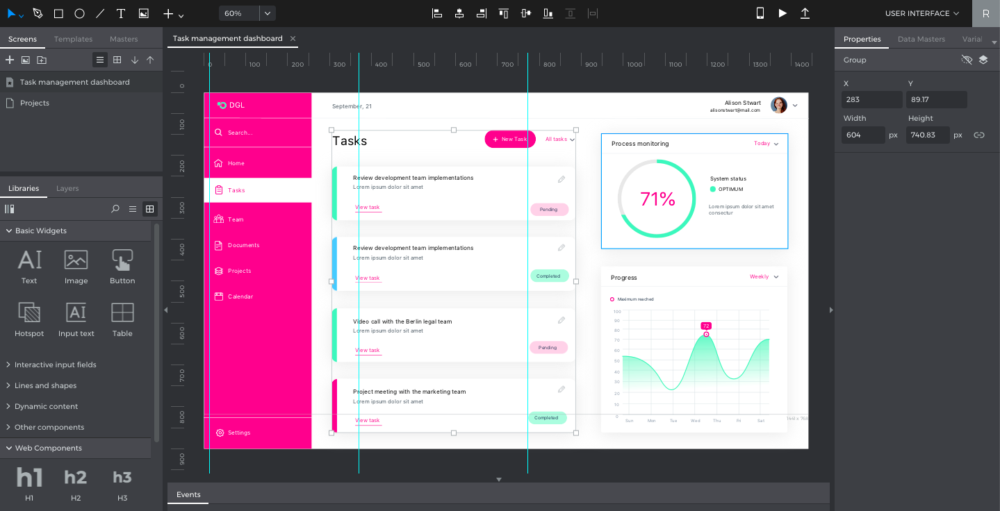 60%
USER INTERFACE
R
Screens Templates Masters
Task management dashboard
Projects
Libraries Layers
Basic Widgets
AI
Text Image Button
AI
Hotspot Input text Table
Interactive input fields
Lines and shapes
Dynamic content
Other components
Web Components
h1 h2 h3
H1 H2 H3
Task management dashboard
0 100 200 300 400 500 600 700 800 900 1000 1100 1200 1300 1400
0
100
200
300
400
500
600
700
800
900
DGL
Search...
Home
Tasks
Team
Documents
Projects
Calendar
Settings
September, 21
Alison Stwart
alisonstwart@mail.com
Tasks
+ New Task
All tasks
Review development team implementations
Lorem ipsum dolor sit amet
View task
Pending
Review development team implementations
Lorem ipsum dolor sit amet
View task
Completed
Video call with the Berlin legal team
Lorem ipsum dolor sit amet
View task
Pending
Project meeting with the marketing team
Lorem ipsum dolor sit amet
View task
Completed
Process monitoring
Today
71%
System status
OPTIMUM
Lorem ipsum dolor sit amet
consectur
Progress
Weekly
Maximum reached
100
90
80
70
60
50
40
30
20
10
0
72
Sun Mon Tue Wed Thu Fri Sat
1441 x 768
Events
Properties Data Masters Varial
Group
X Y
283 89.17
Width Height
604 px 740.83 px